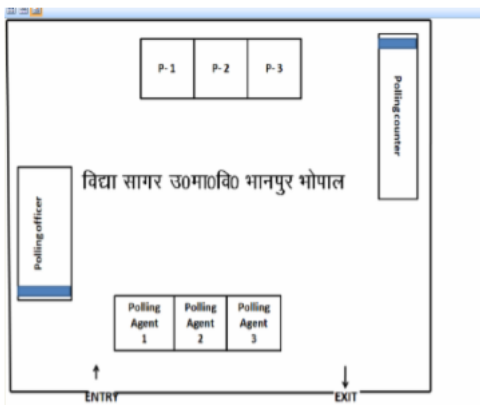 P-1 P-2 P-3
Polling counter
विद्या सागर उ0मा0वि0 भानपुर भोपाल
Polling officer
Polling Agent 1
Polling Agent 2
Polling Agent 3
ENTRY EXIT